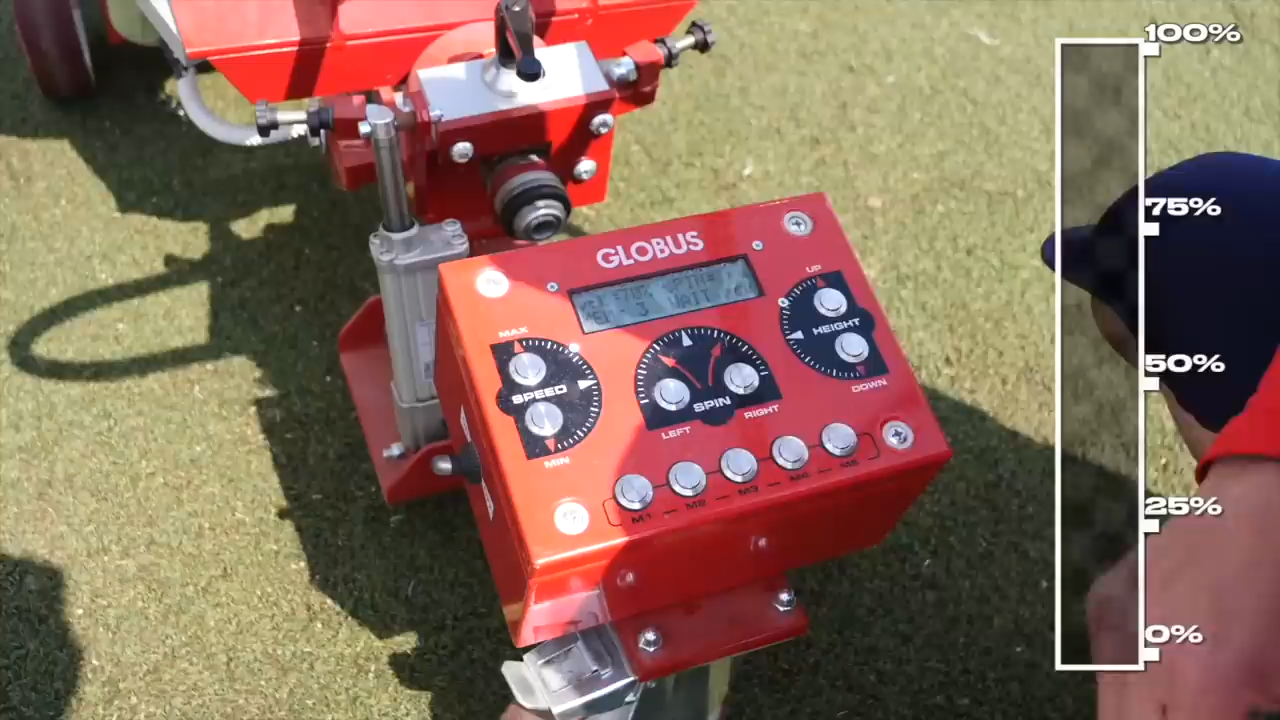 100%
75%
50%
25%
0%
GLOBUS
MAX
SPEED
MIN
SPIN
LEFT
RIGHT
UP
HEIGHT
DOWN
M1 — M2 — M3 — M4 — M5